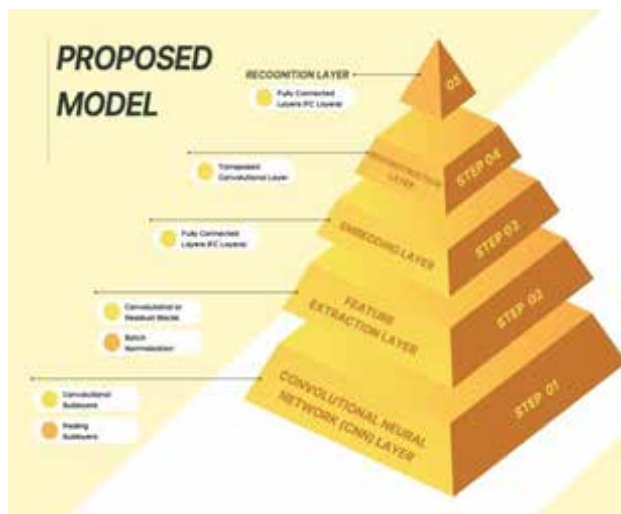 PROPOSED
MODEL
RECOGNITION LAYER
Fully Connected
Layers (FC Layers)
05
Transposed
Convolutional Layer
LAYER
STEP 04
Fully Connected
Layers (FC Layers)
EMBEDDING LAYER
STEP 03
Convolutional or
Residual Blocks
Batch
Normalization
FEATURE
EXTRACTION LAYER
STEP 02
Convolutional
Sublayers
Pooling
Sublayers
CONVOLUTIONAL NEURAL
NETWORK (CNN) LAYER
STEP 01